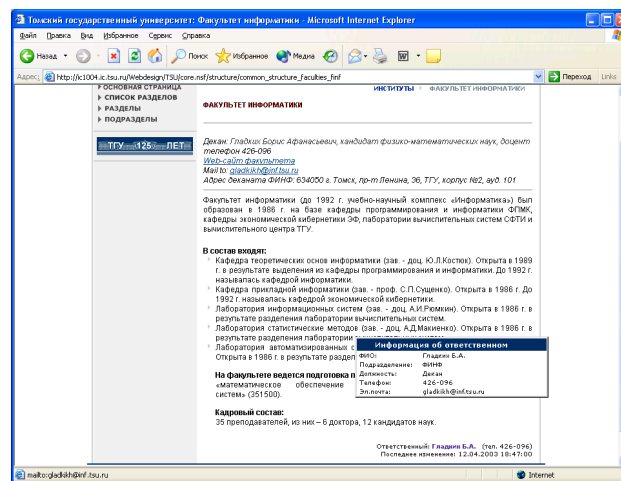 Томский государственный университет: Факультет информатики - Microsoft Internet Explorer
Файл Правка Вид Избранное Сервис Справка
Назад Поиск Избранное Медиа
Адрес: http://ic1004.ic.tsu.ru/Webdesign/TSU/core.nsf/structure/common_structure_faculties_finf Переход Links
ОСНОВНАЯ СТРАНИЦА
СПИСОК РАЗДЕЛОВ
РАЗДЕЛЫ
ПОДРАЗДЕЛЫ
ТГУ 125 ЛЕТ
ИНСТИТУТЫ ФАКУЛЬТЕТ ИНФОРМАТИКИ
ФАКУЛЬТЕТ ИНФОРМАТИКИ
Декан: Гладких Борис Афанасьевич, кандидат физико-математических наук, доцент
телефон 426-096
Web-сайт факультета
Mail to: gladkikh@inf.tsu.ru
Адрес деканата ФИНФ: 634050 г. Томск, пр-т Ленина, 36, ТГУ, корпус №2, ауд. 101
Факультет информатики (до 1992 г. учебно-научный комплекс «Информатика») был
образован в 1986 г. на базе кафедры программирования и информатики ФПМК,
кафедры экономической кибернетики ЭФ, лаборатории вычислительных систем СФТИ и
вычислительного центра ТГУ.
В состав входят:
Кафедра теоретических основ информатики (зав. - доц. Ю.Л.Костюк). Открыта в 1989
г. в результате выделения из кафедры программирования и информатики. До 1992 г.
называлась кафедрой информатики.
Кафедра прикладной информатики (зав. - проф. С.П.Сущенко). Открыта в 1986 г. До
1992 г. называлась кафедрой экономической кибернетики.
Лаборатория информационных систем (зав. - доц. А.И.Рюмкин). Открыта в 1986 г. в
результате разделения лаборатории вычислительных систем.
Лаборатория статистические методов (зав. - доц. А.Д.Макиенко). Открыта в 1986 г. в
результате разделения лаборатории
Лаборатория автоматизированных с
Открыта в 1986 г. в результате раздел
Информация об ответственном
ФИО: Гладких Б.А.
Подразделение: ФИНФ
Должность: Декан
Телефон: 426-096
Эл.почта: gladkikh@inf.tsu.ru
На факультете ведется подготовка п
«математическое обеспечение
систем» (351500).
Кадровый состав:
35 преподавателей, из них – 6 доктора, 12 кандидатов наук.
Ответственный: Гладких Б.А. (тел. 426-096)
Последнее изменение: 12.04.2003 18:47:00
mailto:gladkikh@inf.tsu.ru Internet